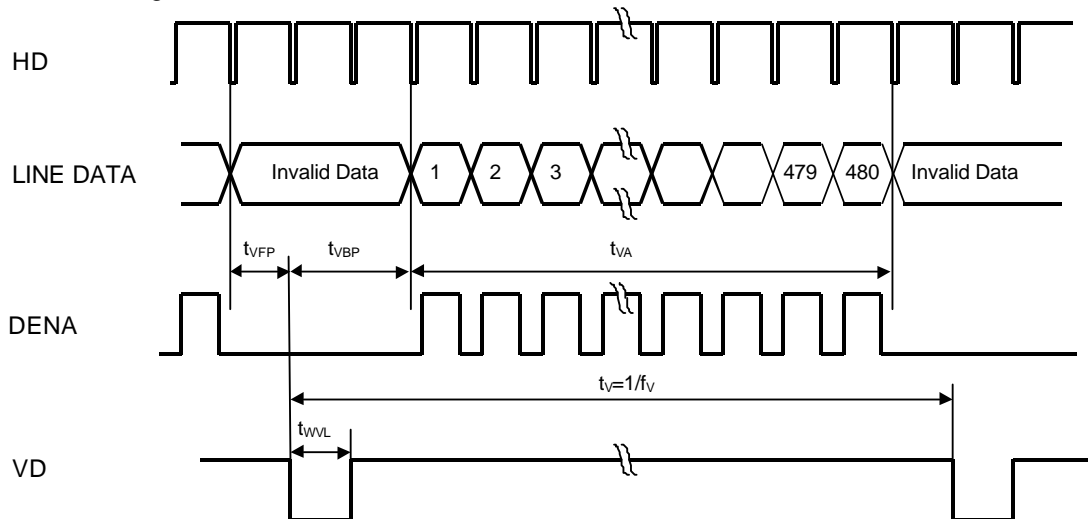 HD
LINE DATA
Invalid Data 1 2 3 479 480 Invalid Data
tVFP tVBP tVA
DENA
tV=1/fV
tWVL
VD